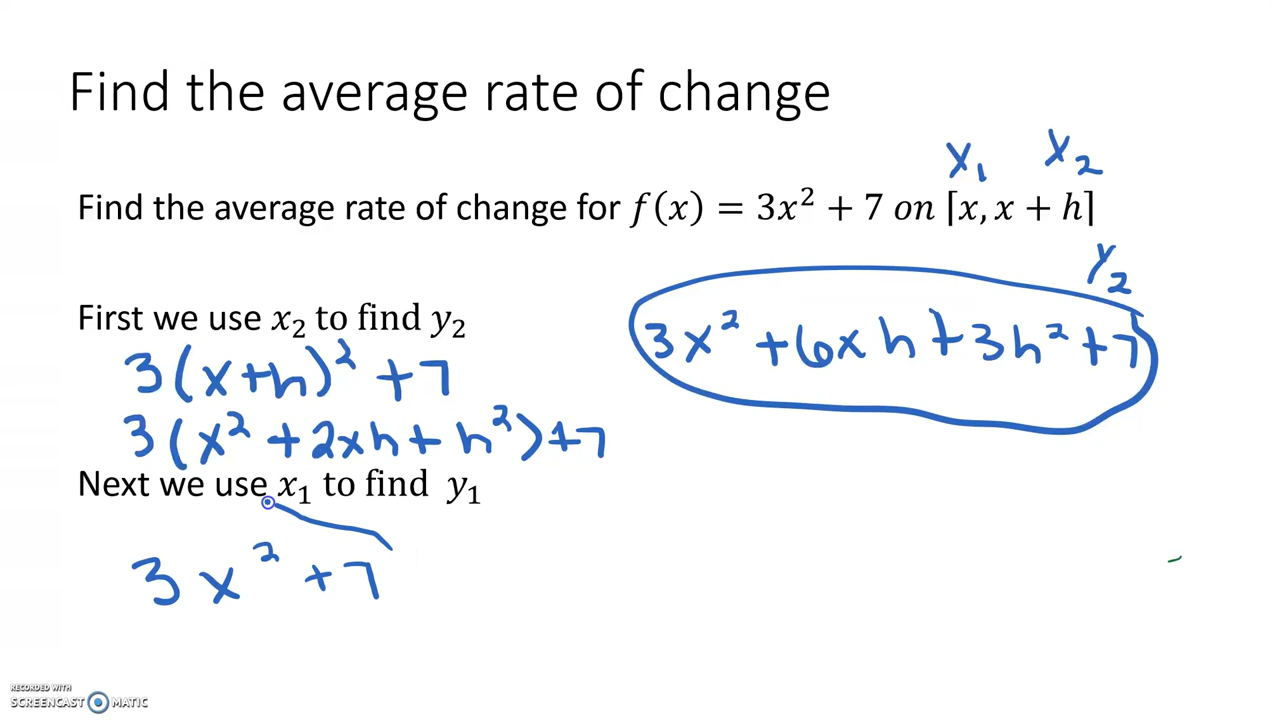 Find the average rate of change
x₁ x₂
Find the average rate of change for f(x) = 3x² + 7 on [x, x + h]
y₂
First we use x₂ to find y₂
3x² + 6xh + 3h² + 7
3(x+h)² + 7
3(x² + 2xh + h²) + 7
Next we use x₁ to find y₁
3x² + 7
RECORDED WITH
SCREENCAST MATIC